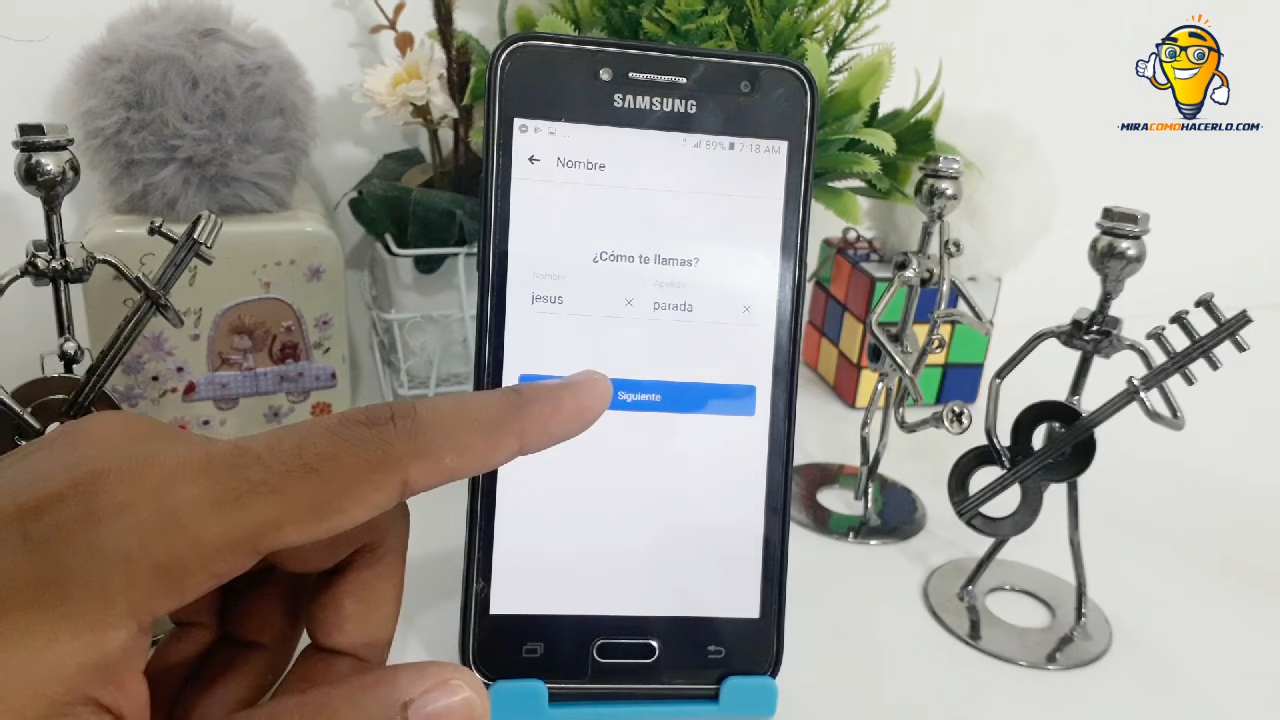 SAMSUNG
89% 7:18 AM
Nombre
¿Cómo te llamas?
Nombre
Apellido
jesus
parada
Siguiente
MIRACOMOHACERLO.COM